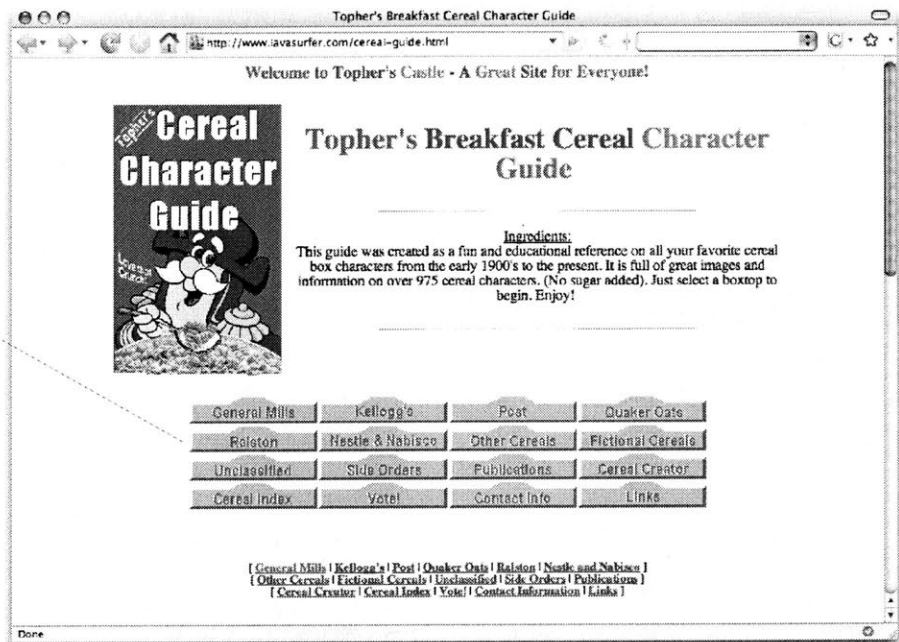 Topher's Breakfast Cereal Character Guide
http://www.lavasurfer.com/cereal-guide.html
Welcome to Topher's Castle - A Great Site for Everyone!
Topher's
Cereal
Character
Guide
Topher's Breakfast Cereal Character
Guide
Ingredients:
This guide was created as a fun and educational reference on all your favorite cereal
box characters from the early 1900's to the present. It is full of great images and
information on over 975 cereal characters. (No sugar added). Just select a boxtop to
begin. Enjoy!
General Mills Kellogg's Post Quaker Oats
Ralston Nestle & Nabisco Other Cereals Fictional Cereals
Unclassified Side Orders Publications Cereal Creator
Cereal Index Vote! Contact Info Links
[ General Mills | Kellogg's | Post | Quaker Oats | Ralston | Nestle and Nabisco ]
[ Other Cereals | Fictional Cereals | Unclassified | Side Orders | Publications ]
[ Cereal Creator | Cereal Index | Vote! | Contact Information | Links ]
Done